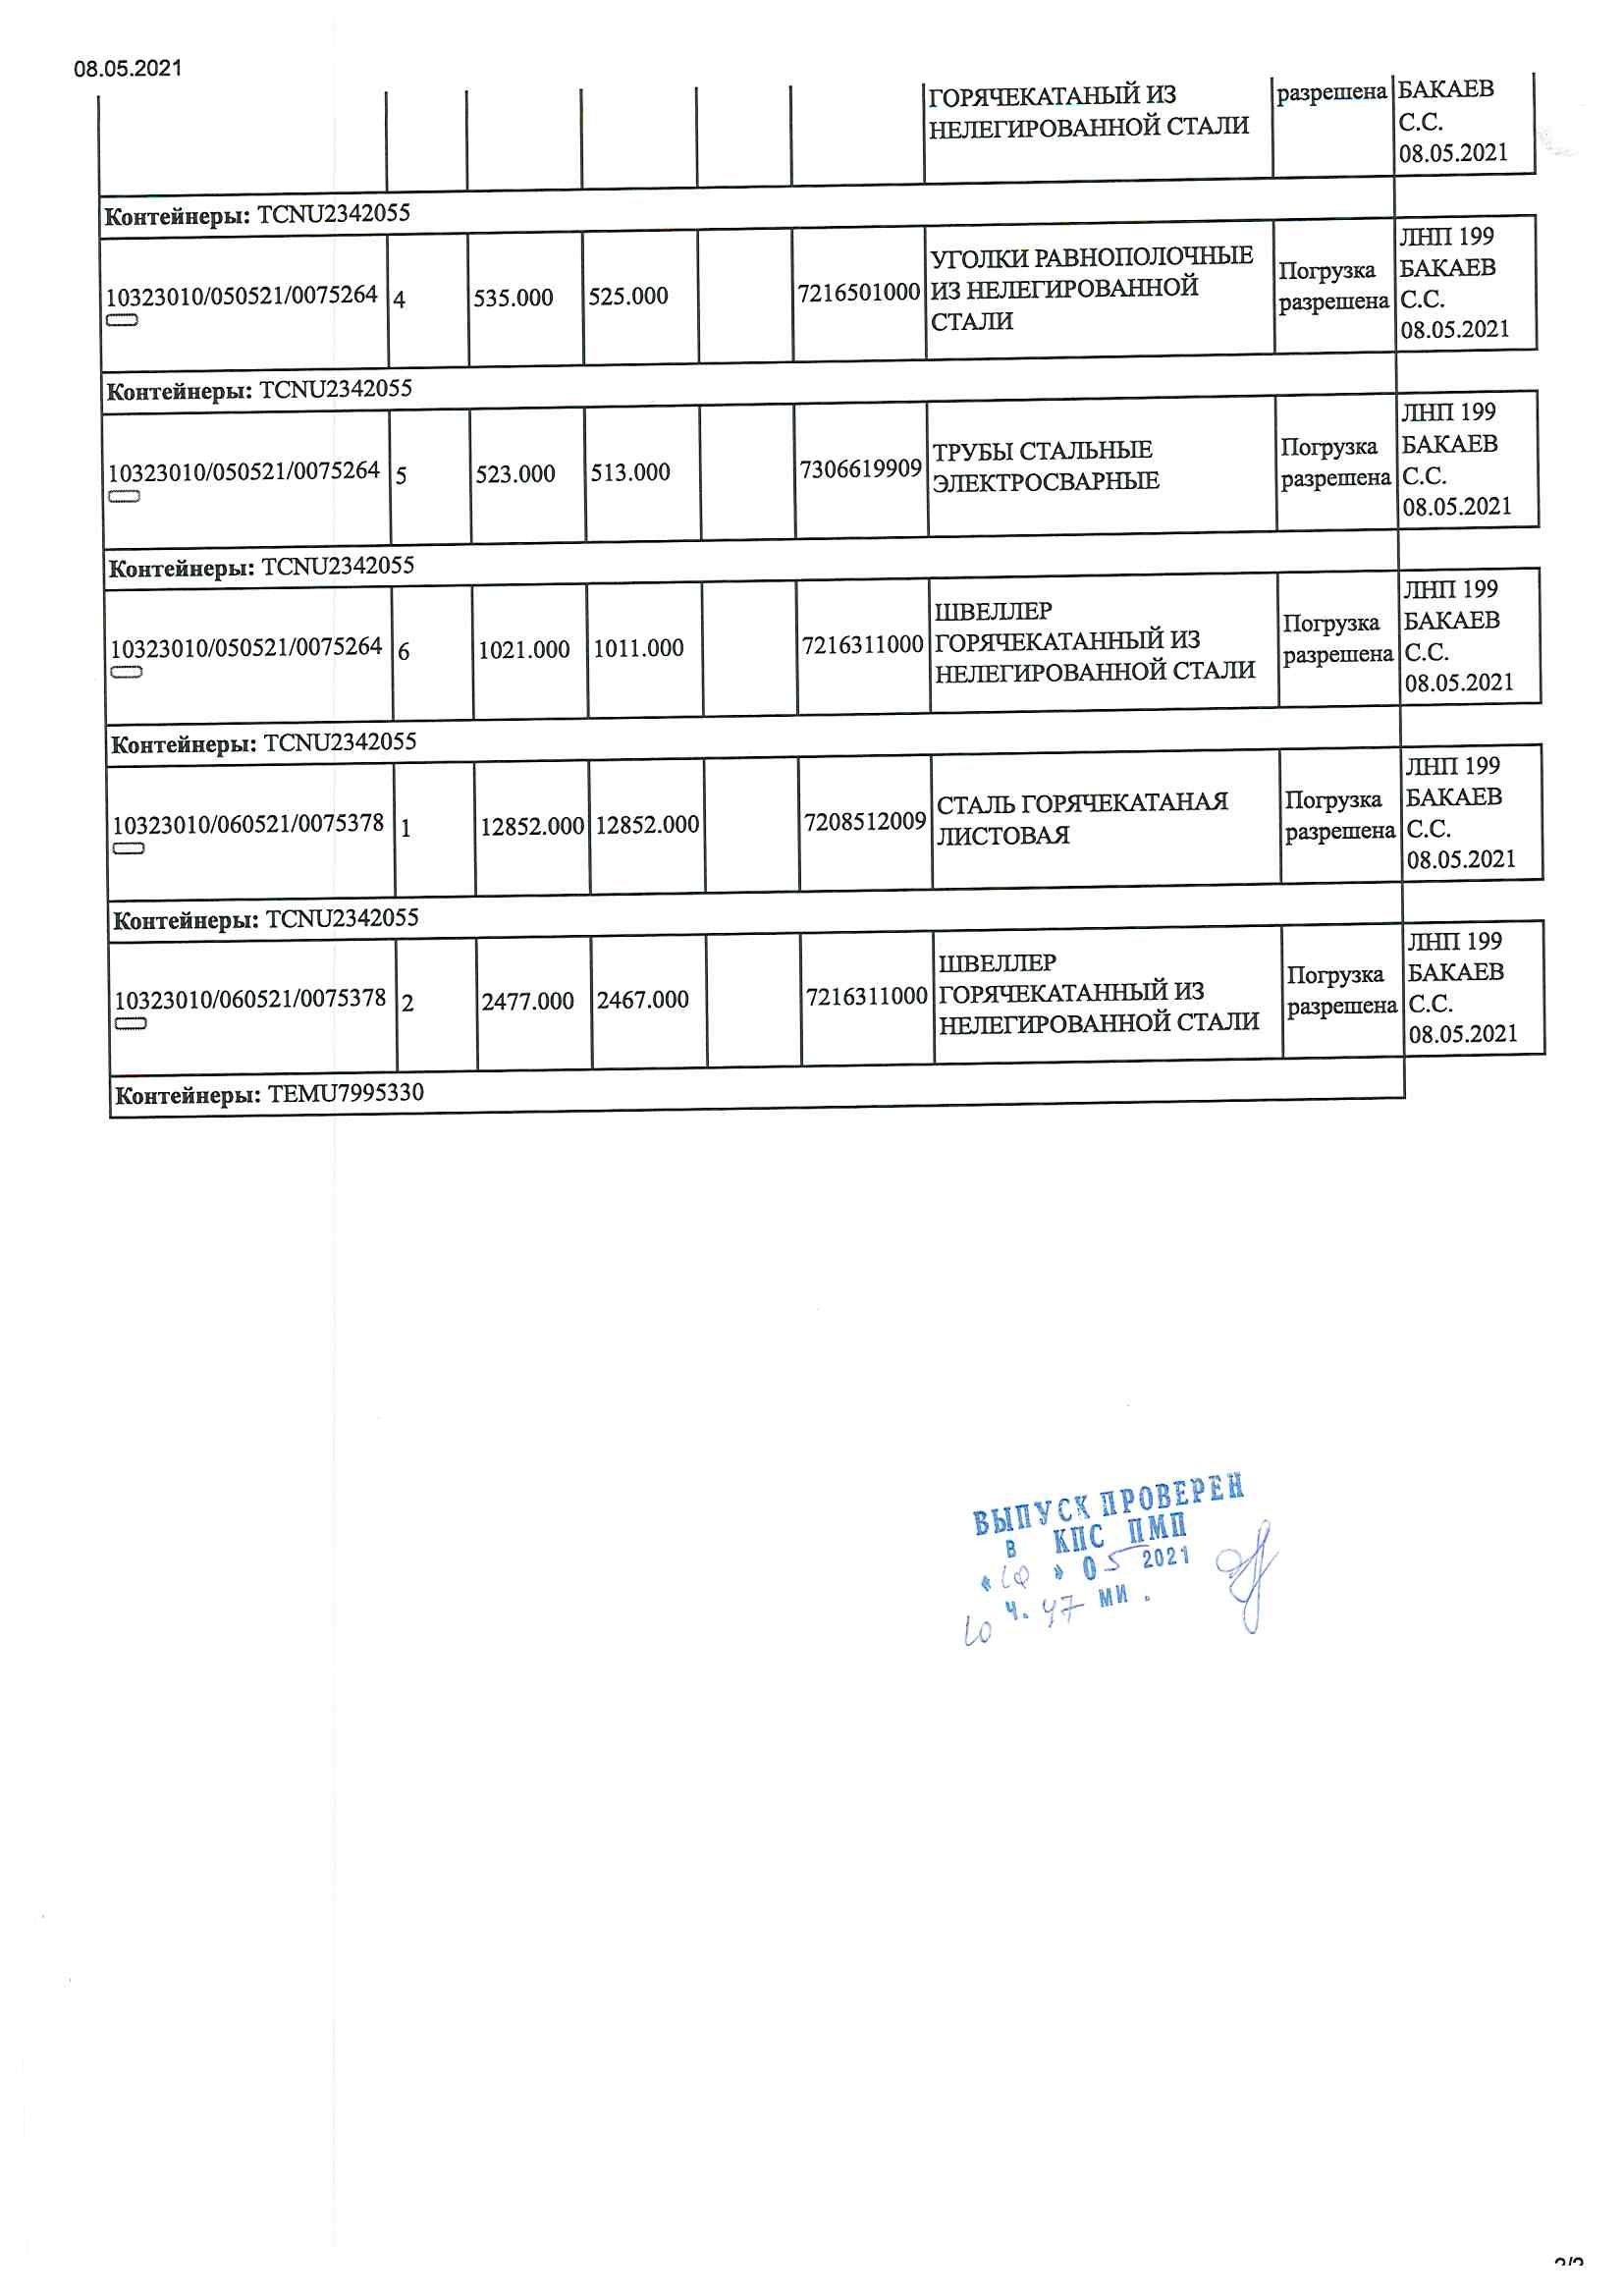 08.05.2021
ГОРЯЧЕКАТАНЫЙ ИЗ
НЕЛЕГИРОВАННОЙ СТАЛИ
разрешена
БАКАЕВ
С.С.
08.05.2021
Контейнеры: TCNU2342055
10323010/050521/0075264
4
535.000
525.000
7216501000
УГОЛКИ РАВНОПОЛОЧНЫЕ
ИЗ НЕЛЕГИРОВАННОЙ
СТАЛИ
Погрузка
разрешена
ЛНП 199
БАКАЕВ
С.С.
08.05.2021
Контейнеры: TCNU2342055
10323010/050521/0075264
5
523.000
513.000
7306619909
ТРУБЫ СТАЛЬНЫЕ
ЭЛЕКТРОСВАРНЫЕ
Погрузка
разрешена
ЛНП 199
БАКАЕВ
С.С.
08.05.2021
Контейнеры: TCNU2342055
10323010/050521/0075264
6
1021.000
1011.000
7216311000
ШВЕЛЛЕР
ГОРЯЧЕКАТАННЫЙ ИЗ
НЕЛЕГИРОВАННОЙ СТАЛИ
Погрузка
разрешена
ЛНП 199
БАКАЕВ
С.С.
08.05.2021
Контейнеры: TCNU2342055
10323010/060521/0075378
1
12852.000
12852.000
7208512009
СТАЛЬ ГОРЯЧЕКАТАНАЯ
ЛИСТОВАЯ
Погрузка
разрешена
ЛНП 199
БАКАЕВ
С.С.
08.05.2021
Контейнеры: TCNU2342055
10323010/060521/0075378
2
2477.000
2467.000
7216311000
ШВЕЛЛЕР
ГОРЯЧЕКАТАННЫЙ ИЗ
НЕЛЕГИРОВАННОЙ СТАЛИ
Погрузка
разрешена
ЛНП 199
БАКАЕВ
С.С.
08.05.2021
Контейнеры: TEMU7995330
ВЫПУСК ПРОВЕРЕН
В КПС ПМП
«10» 05 2021
10 Ч. 47 МИ .